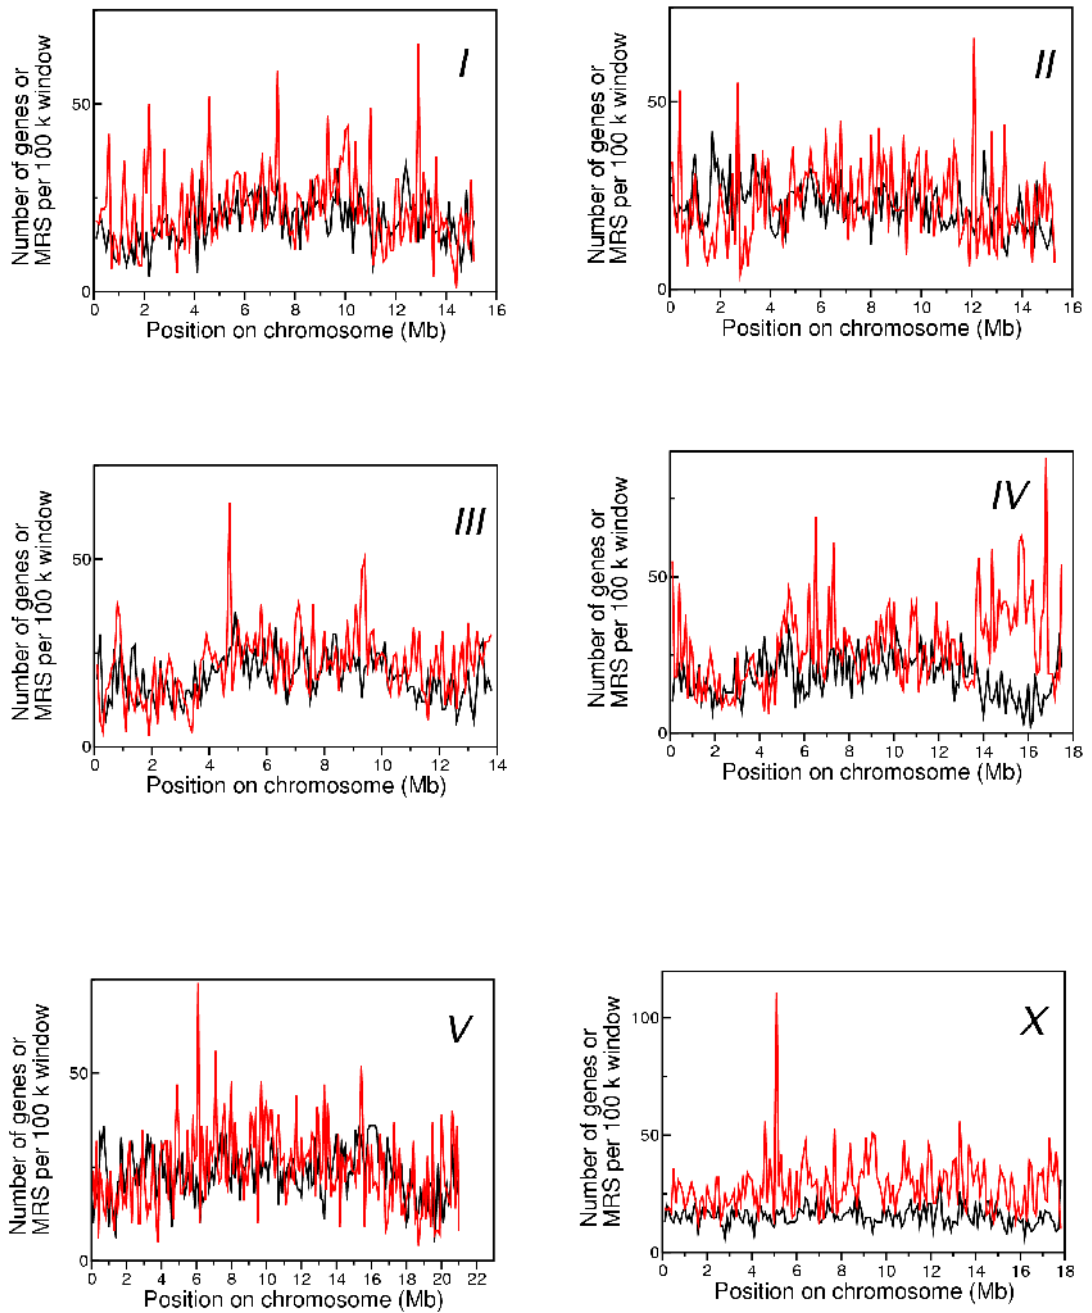 Number of genes or
MRS per 100 k window
I
50
0
0 2 4 6 8 10 12 14 16
Position on chromosome (Mb)
Number of genes or
MRS per 100 k window
II
50
0
0 2 4 6 8 10 12 14 16
Position on chromosome (Mb)
Number of genes or
MRS per 100 k window
III
50
0
0 2 4 6 8 10 12 14
Position on chromosome (Mb)
Number of genes or
MRS per 100 k window
IV
50
0
0 2 4 6 8 10 12 14 16 18
Position on chromosome (Mb)
Number of genes or
MRS per 100 k window
V
50
0
0 2 4 6 8 10 12 14 16 18 20 22
Position on chromosome (Mb)
Number of genes or
MRS per 100 k window
X
100
50
0
0 2 4 6 8 10 12 14 16 18
Position on chromosome (Mb)